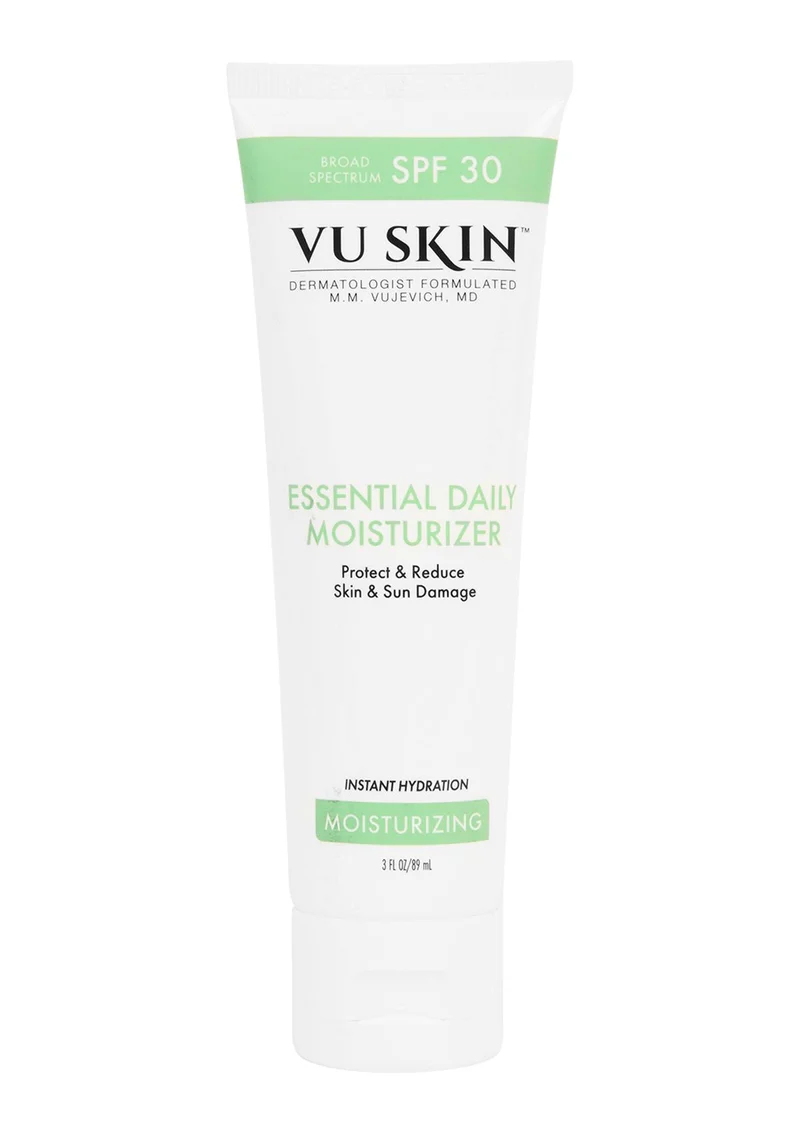 BROAD
SPECTRUM SPF 30
VU SKIN™
DERMATOLOGIST FORMULATED
M.M. VUJEVICH, MD
ESSENTIAL DAILY
MOISTURIZER
Protect & Reduce
Skin & Sun Damage
INSTANT HYDRATION
MOISTURIZING
3 FL OZ/89 mL